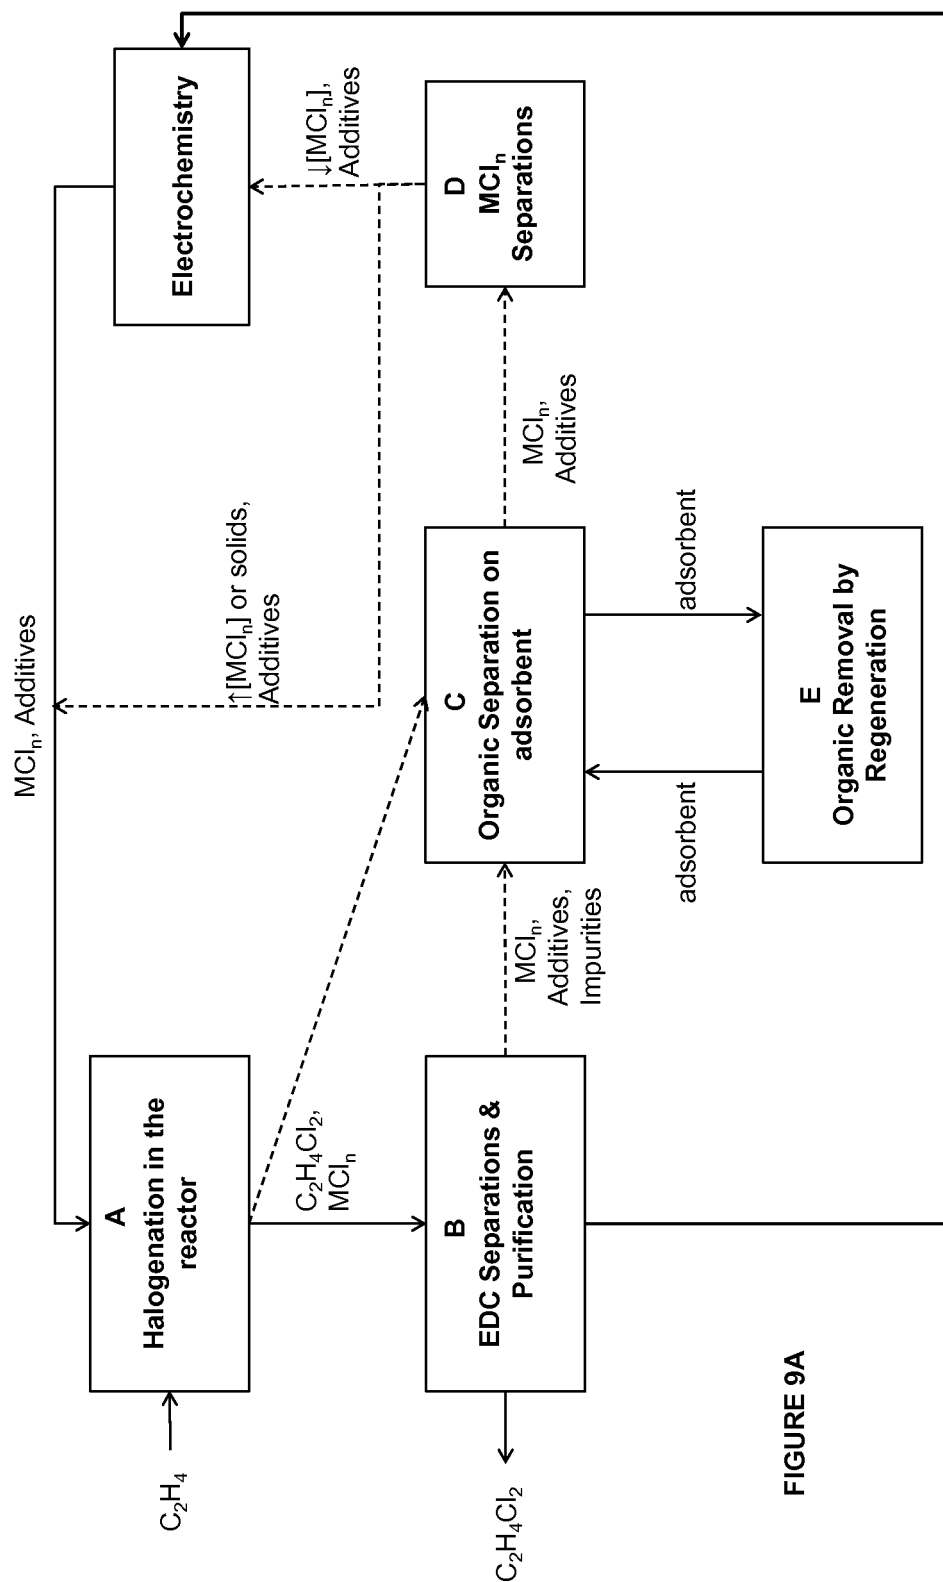 MClₙ, Additives
C₂H₄
A
Halogenation in the
reactor
↑[MClₙ] or solids,
Additives
Electrochemistry
C₂H₄Cl₂,
MClₙ
↓[MClₙ],
Additives
C₂H₄Cl₂
B
EDC Separations &
Purification
MClₙ,
Additives,
Impurities
C
Organic Separation on
adsorbent
MClₙ,
Additives
D
MClₙ
Separations
adsorbent
adsorbent
E
Organic Removal by
Regeneration
FIGURE 9A